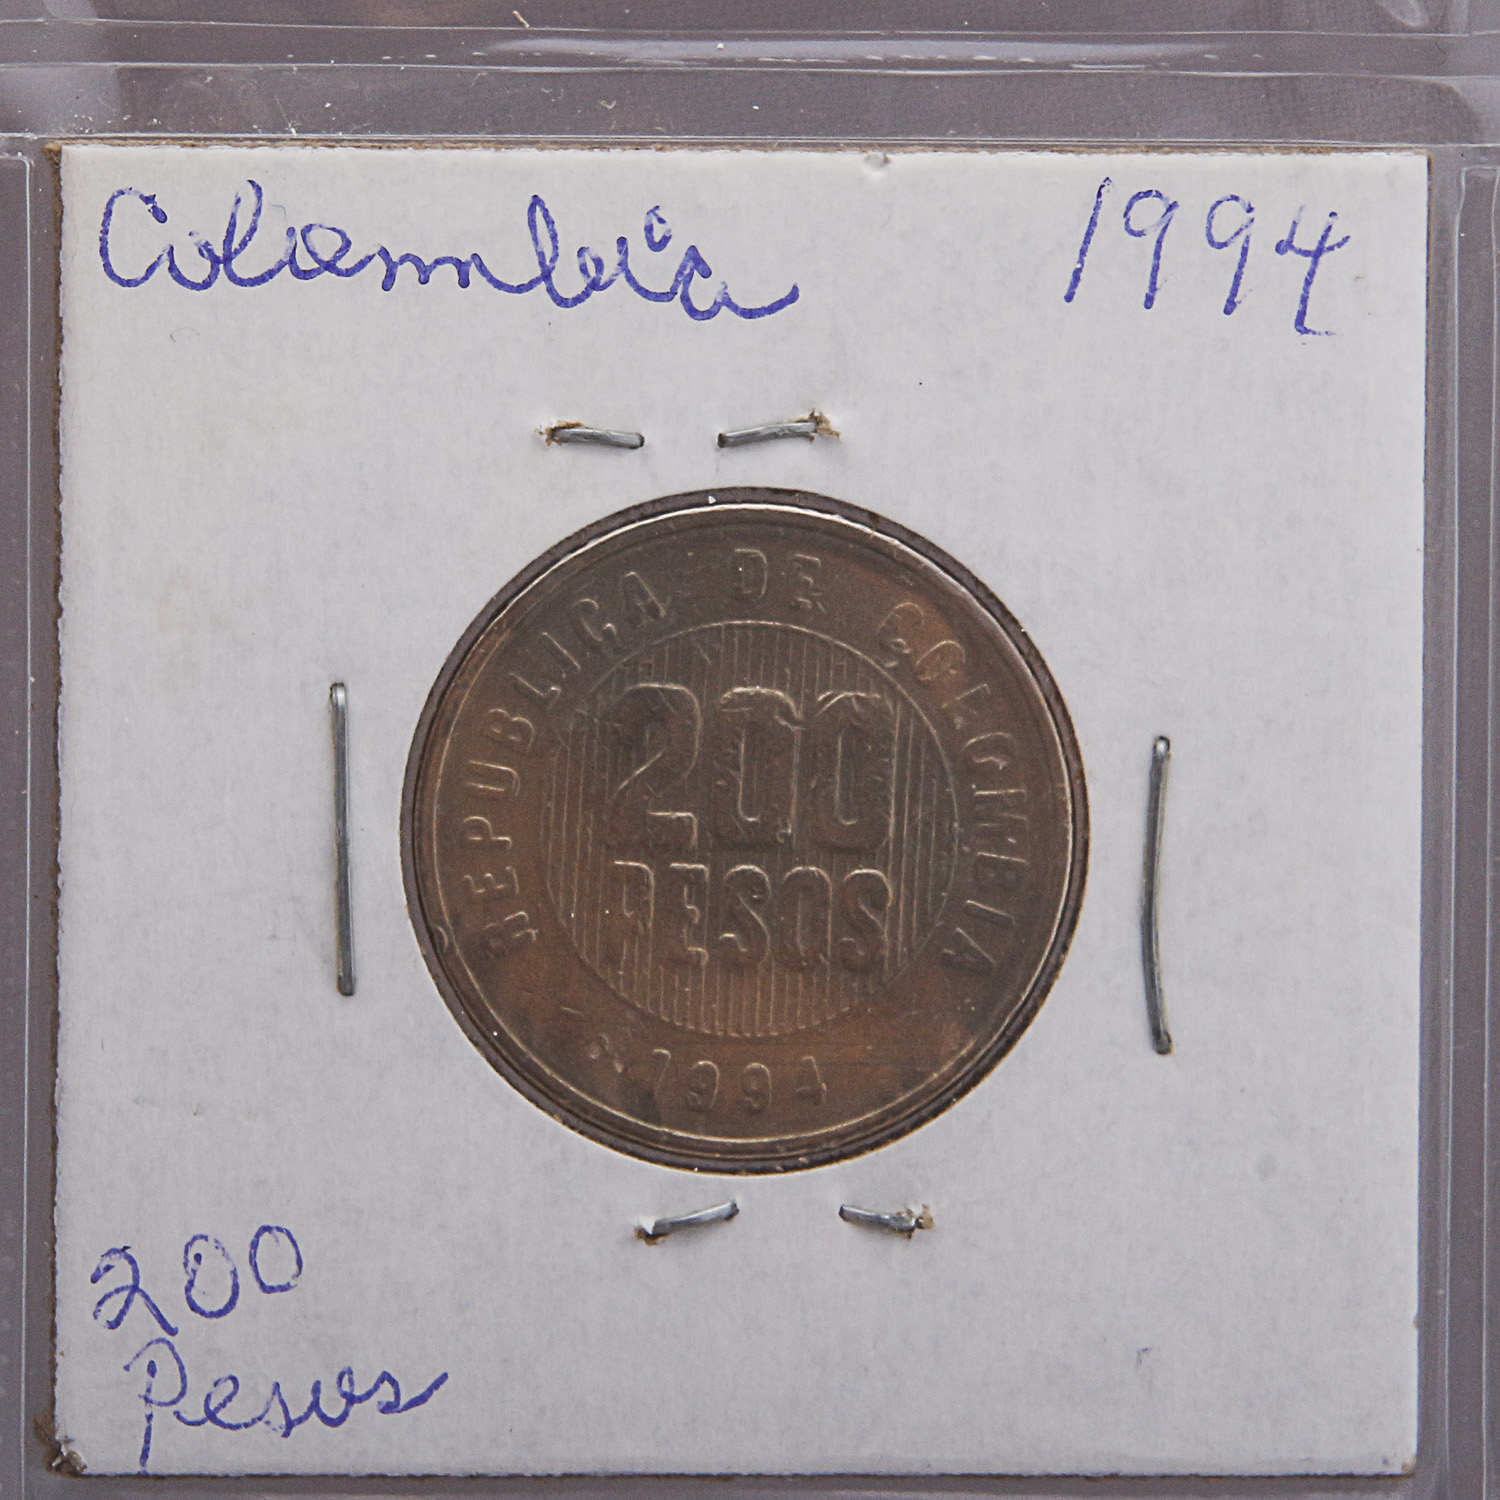 Colombia 1994
REPUBLICA DE COLOMBIA
200
PESOS
1994
200
Pesos